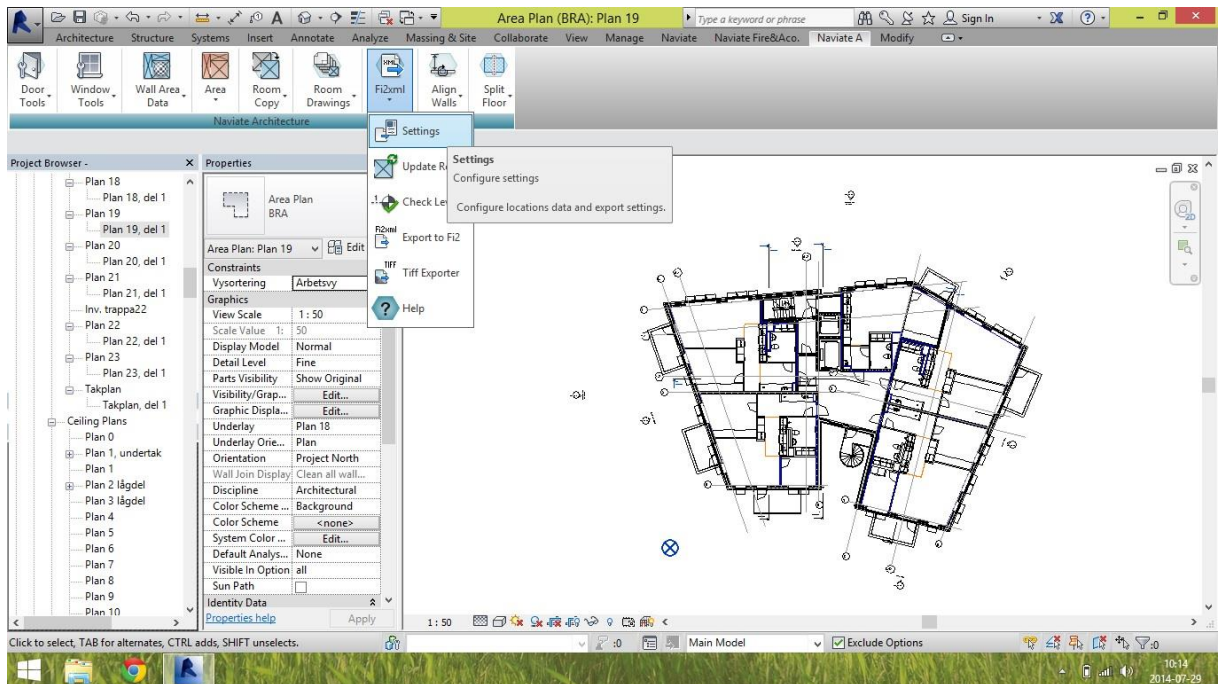 Area Plan (BRA): Plan 19
Type a keyword or phrase
Sign In
Architecture Structure Systems Insert Annotate Analyze Massing & Site Collaborate View Manage Naviate Naviate Fire&Aco. Naviate A Modify
Door Tools
Window Tools
Wall Area Data
Area
Room Copy
Room Drawings
XML
Fi2xml
Align Walls
Split Floor
Naviate Architecture
Settings
Update R
Check Le
Fi2xml
Export to Fi2
TIFF
Tiff Exporter
Help
Settings
Configure settings
Configure locations data and export settings.
Project Browser -
Plan 18
Plan 18, del 1
Plan 19
Plan 19, del 1
Plan 20
Plan 20, del 1
Plan 21
Plan 21, del 1
Inv. trappa22
Plan 22
Plan 22, del 1
Plan 23
Plan 23, del 1
Takplan
Takplan, del 1
Ceiling Plans
Plan 0
Plan 1, undertak
Plan 1
Plan 2 lågdel
Plan 3 lågdel
Plan 4
Plan 5
Plan 6
Plan 7
Plan 8
Plan 9
Plan 10
Properties
Area Plan
BRA
Area Plan: Plan 19 Edit
Constraints
Vysortering Arbetsvy
Graphics
View Scale 1 : 50
Scale Value 1: 50
Display Model Normal
Detail Level Fine
Parts Visibility Show Original
Visibility/Grap... Edit...
Graphic Displa... Edit...
Underlay Plan 18
Underlay Orie... Plan
Orientation Project North
Wall Join Display Clean all wall...
Discipline Architectural
Color Scheme ... Background
Color Scheme <none>
System Color ... Edit...
Default Analys... None
Visible In Option all
Sun Path
Identity Data
Properties help Apply
1 : 50
Click to select, TAB for alternates, CTRL adds, SHIFT unselects.
:0
Main Model
Exclude Options
:0
10:14
2014-07-29